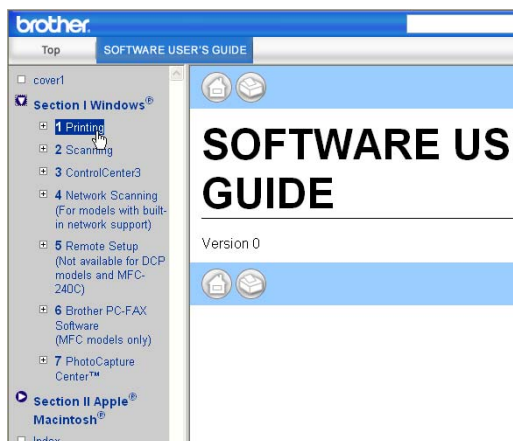 brother.
Top
SOFTWARE USER'S GUIDE
cover1
Section I Windows®
1 Printing
2 Scanning
3 ControlCenter3
4 Network Scanning
(For models with built-
in network support)
5 Remote Setup
(Not available for DCP
models and MFC-
240C)
6 Brother PC-FAX
Software
(MFC models only)
7 PhotoCapture
Center™
Section II Apple®
Macintosh®
Index
SOFTWARE US
GUIDE
Version 0